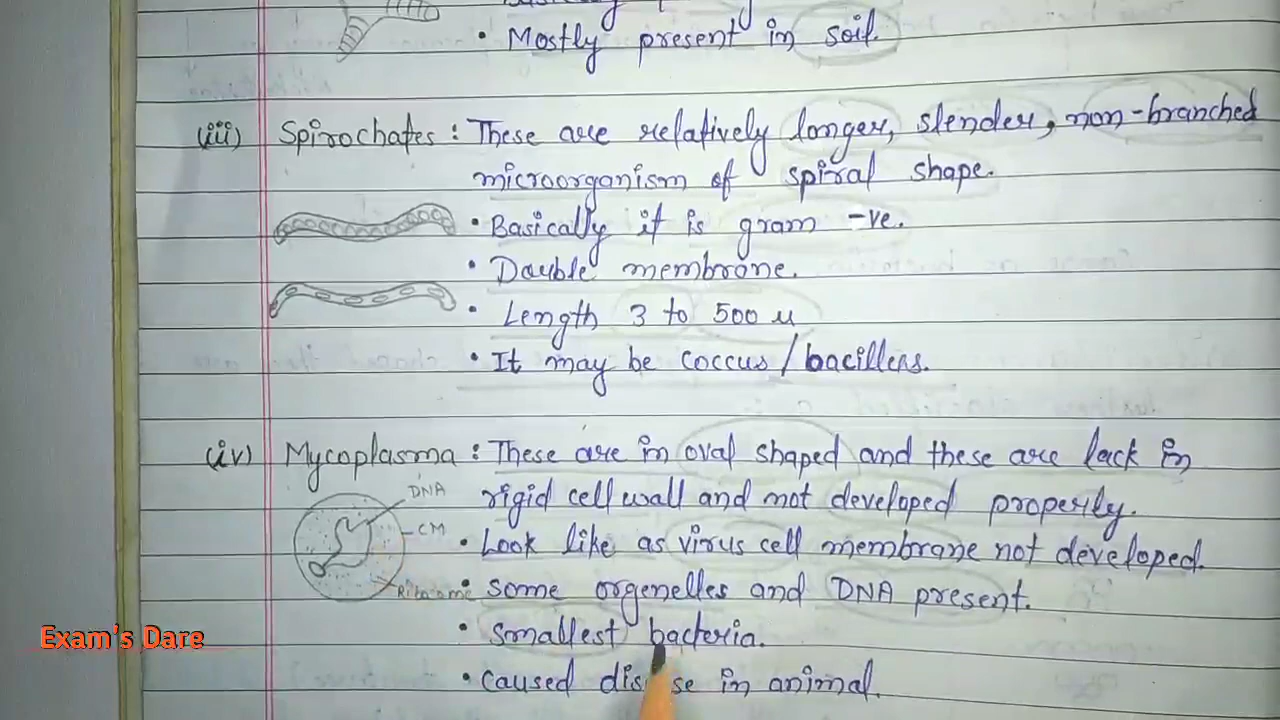 • Mostly present in soil.
(iii) Spirochates : These are relatively longer, slender, non-branched
microorganism of spiral shape.
• Basically it is gram -ve.
• Double membrane.
• Length 3 to 500 u
• It may be coccus / bacillus.
(iv) Mycoplasma : These are in oval shaped and these are lack in
rigid cell wall and not developed properly.
DNA
CM
• Look like as virus cell membrane not developed.
Ribosome
• some orgenelles and DNA present.
• smallest bacteria.
Exam's Dare
• caused in animal.